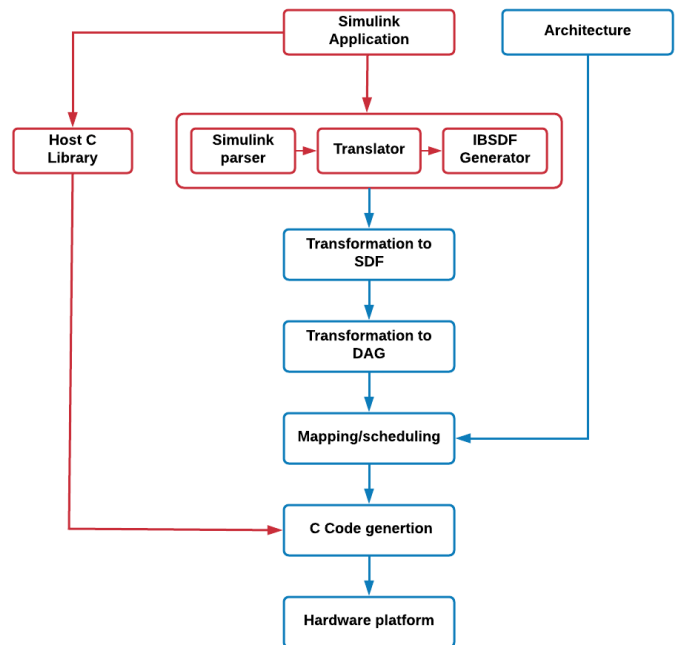 Simulink
Application
Architecture
Host C
Library
Simulink
parser
Translator
IBSDF
Generator
Transformation to
SDF
Transformation to
DAG
Mapping/scheduling
C Code genertion
Hardware platform